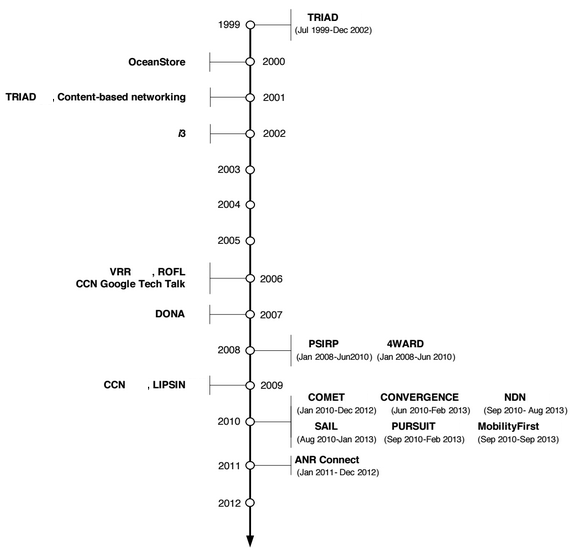 TRIAD
1999
(Jul 1999-Dec 2002)
OceanStore 2000
TRIAD , Content-based networking 2001
i3 2002
2003
2004
2005
VRR , ROFL 2006
CCN Google Tech Talk
DONA 2007
PSIRP 4WARD
2008
(Jan 2008-Jun2010) (Jan 2008-Jun 2010)
CCN , LIPSIN 2009
COMET CONVERGENCE NDN
(Jan 2010-Dec 2012) (Jun 2010-Feb 2013) (Sep 2010- Aug 2013)
2010
SAIL PURSUIT MobilityFirst
(Aug 2010-Jan 2013) (Sep 2010-Feb 2013) (Sep 2010-Sep 2013)
ANR Connect
2011
(Jan 2011- Dec 2012)
2012